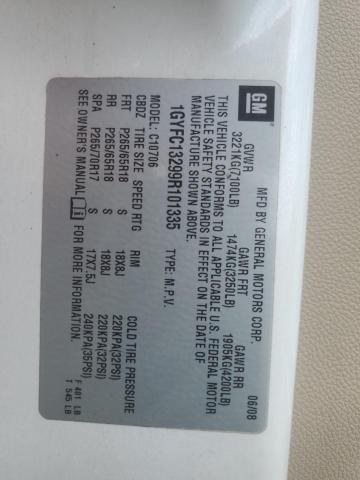 GM
MFD BY GENERAL MOTORS CORP.
06/08
GVWR GAWR FRT GAWR RR
3221KG(7100LB) 1474KG(3250LB) 1905KG(4200LB)
THIS VEHICLE CONFORMS TO ALL APPLICABLE U.S. FEDERAL MOTOR
VEHICLE SAFETY STANDARDS IN EFFECT ON THE DATE OF
MANUFACTURE SHOWN ABOVE.
1GYFC13299R101335 TYPE: M.P.V.
MODEL: C10706
CBDZ TIRE SIZE SPEED RTG RIM COLD TIRE PRESSURE
FRT P265/65R18 S 18X8J 220KPA(32PSI)
RR P265/65R18 S 18X8J 220KPA(32PSI)
SPA P265/70R17 S 17X7.5J 240KPA(35PSI)
SEE OWNER'S MANUAL i FOR MORE INFORMATION.
F 401 LB
T 545 LB